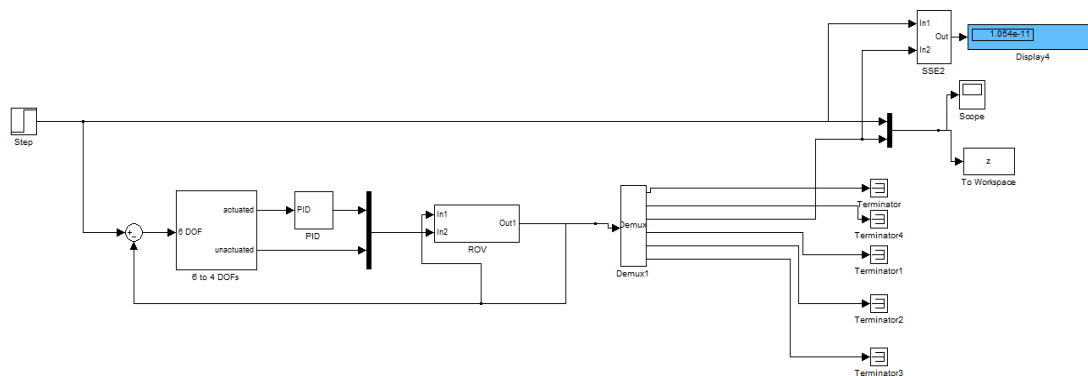 In1
In2
Out
SSE2
1.054e-11
Display4
Step
Scope
z
To Workspace
6 DOF
actuated
unactuated
6 to 4 DOFs
PID
PID
In1
In2
Out1
ROV
Demux
Demux1
Terminator
Terminator4
Terminator1
Terminator2
Terminator3